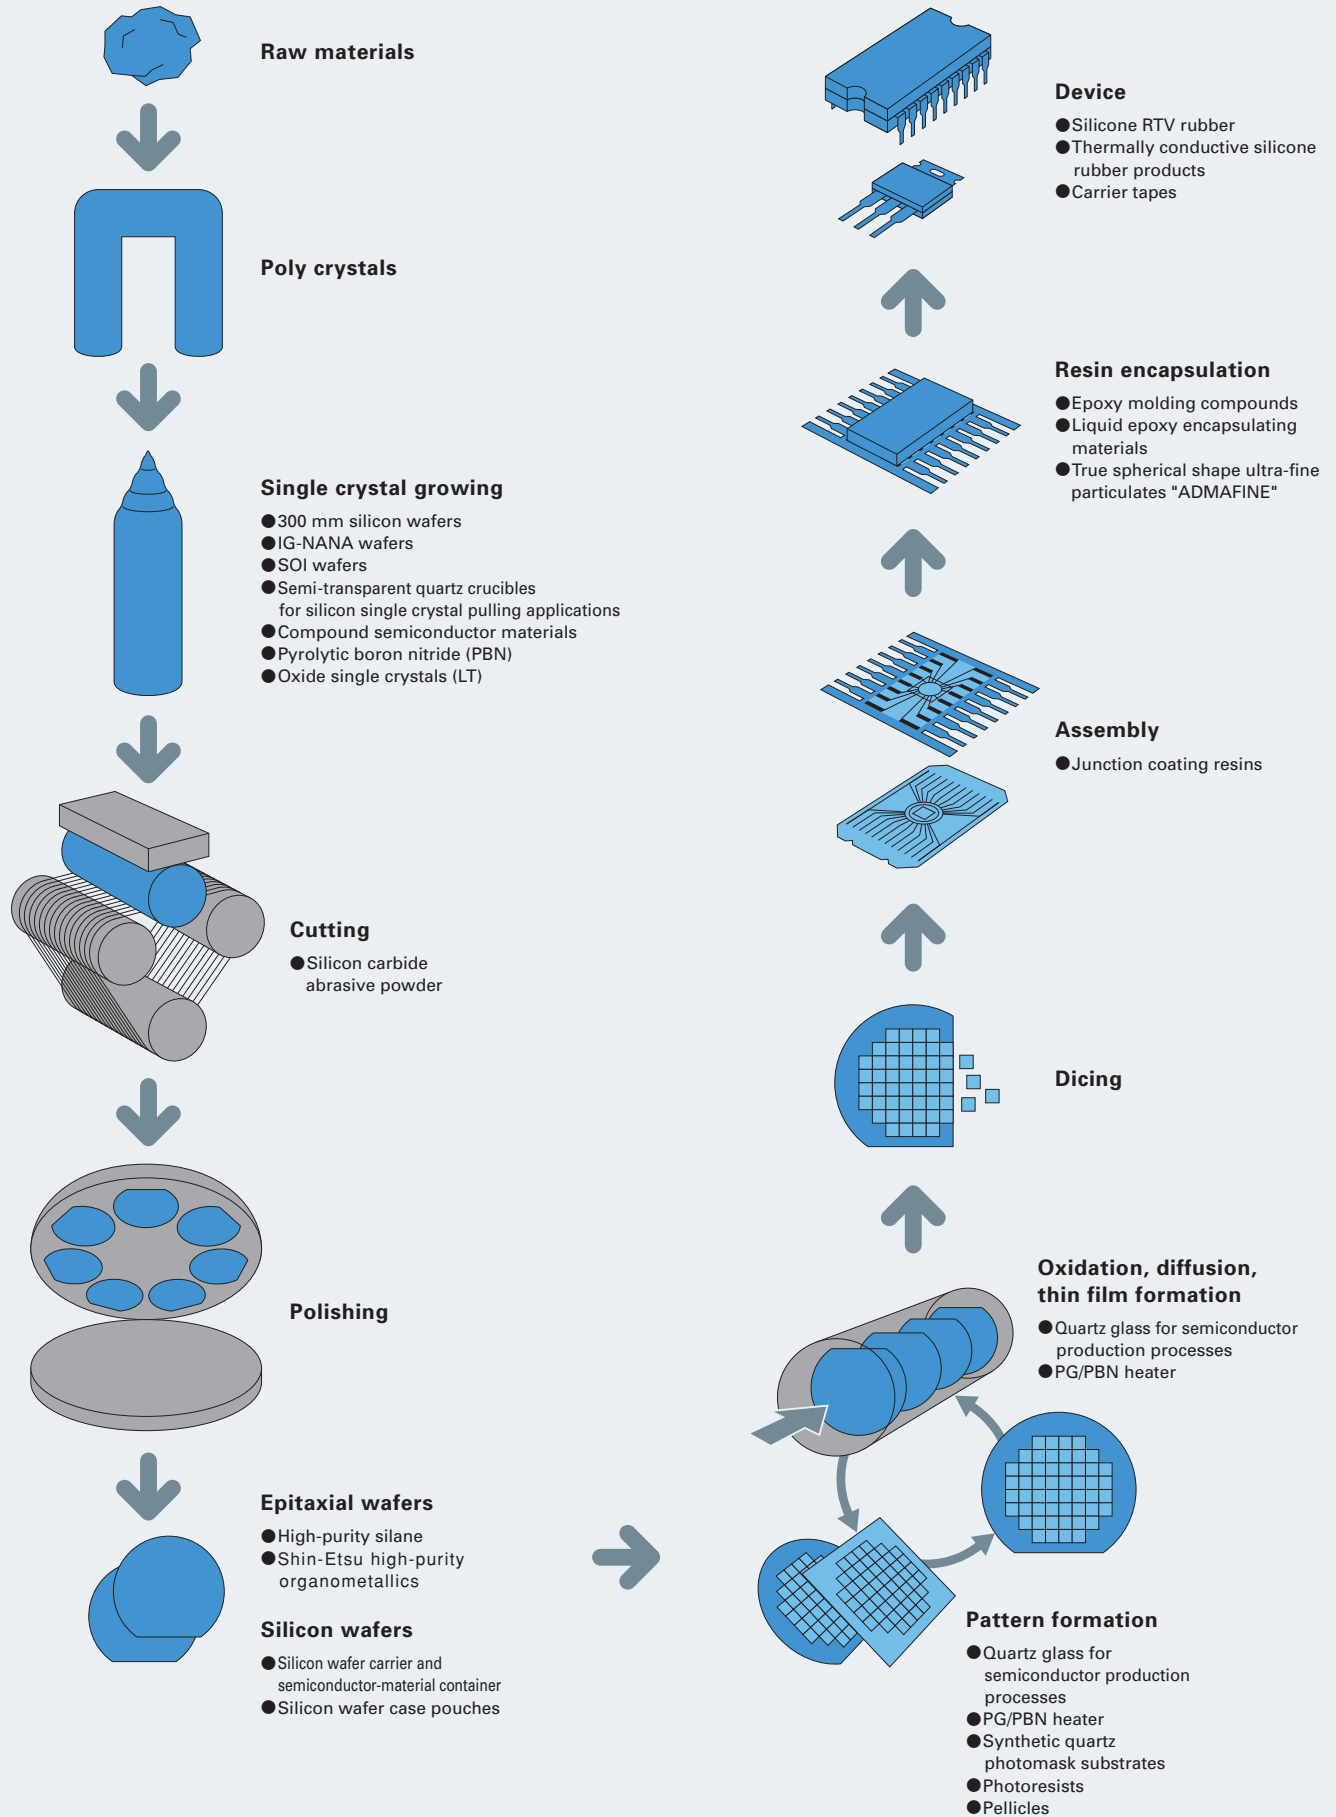 Raw materials
Poly crystals
Single crystal growing
●300 mm silicon wafers
●IG-NANA wafers
●SOI wafers
●Semi-transparent quartz crucibles
for silicon single crystal pulling applications
●Compound semiconductor materials
●Pyrolytic boron nitride (PBN)
●Oxide single crystals (LT)
Cutting
●Silicon carbide
abrasive powder
Polishing
Epitaxial wafers
●High-purity silane
●Shin-Etsu high-purity
organometallics
Silicon wafers
●Silicon wafer carrier and
semiconductor-material container
●Silicon wafer case pouches
Device
●Silicone RTV rubber
●Thermally conductive silicone
rubber products
●Carrier tapes
Resin encapsulation
●Epoxy molding compounds
●Liquid epoxy encapsulating
materials
●True spherical shape ultra-fine
particulates "ADMAFINE"
Assembly
●Junction coating resins
Dicing
Oxidation, diffusion,
thin film formation
●Quartz glass for semiconductor
production processes
●PG/PBN heater
Pattern formation
●Quartz glass for
semiconductor production
processes
●PG/PBN heater
●Synthetic quartz
photomask substrates
●Photoresists
●Pellicles